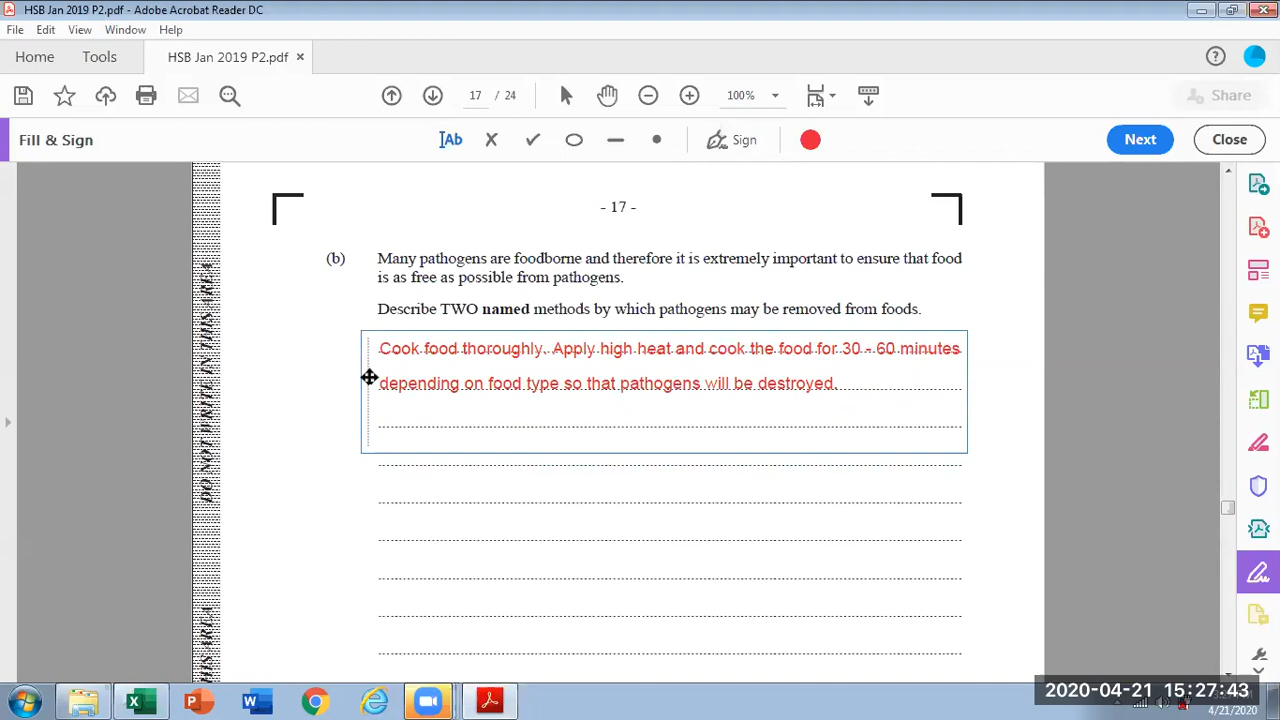 HSB Jan 2019 P2.pdf - Adobe Acrobat Reader DC
File Edit View Window Help
Home Tools HSB Jan 2019 P2.pdf ×
17 / 24 100% Share
Fill & Sign Ab Sign Next Close
- 17 -
(b) Many pathogens are foodborne and therefore it is extremely important to ensure that food
is as free as possible from pathogens.
Describe TWO named methods by which pathogens may be removed from foods.
Cook food thoroughly. Apply high heat and cook the food for 30 - 60 minutes
depending on food type so that pathogens will be destroyed.
2020-04-21 15:27:43
4/21/2020